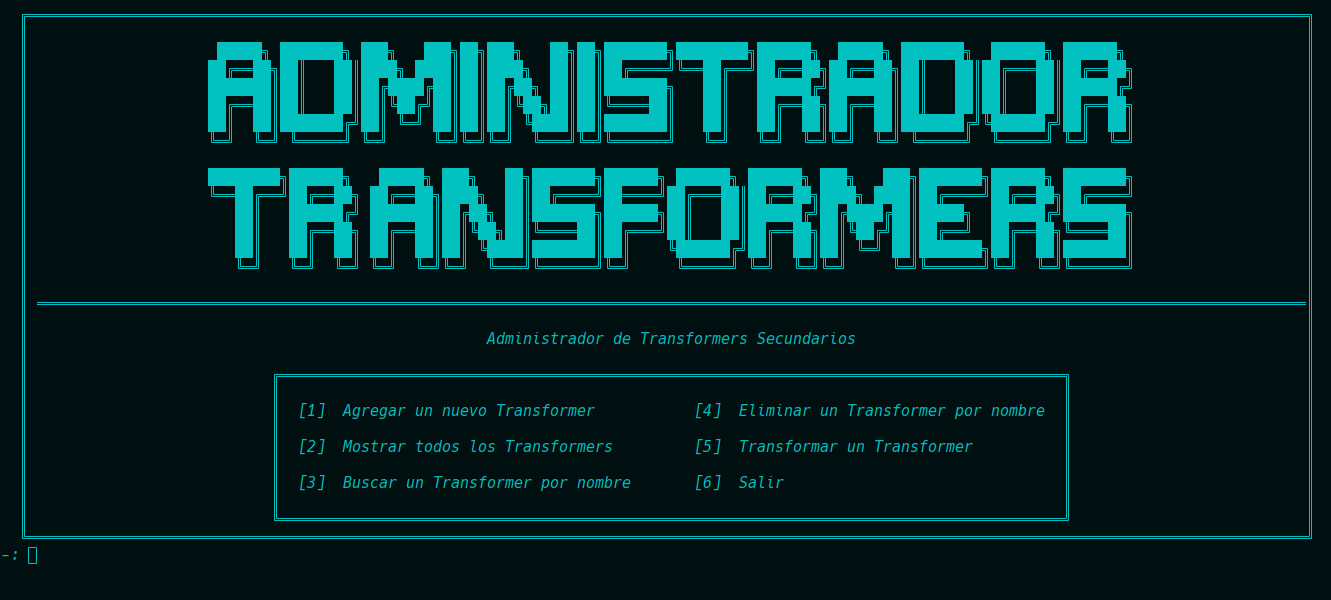 ADMINISTRADOR
TRANSFORMERS
Administrador de Transformers Secundarios
[1] Agregar un nuevo Transformer
[4] Eliminar un Transformer por nombre
[2] Mostrar todos los Transformers
[5] Transformar un Transformer
[3] Buscar un Transformer por nombre
[6] Salir
-: